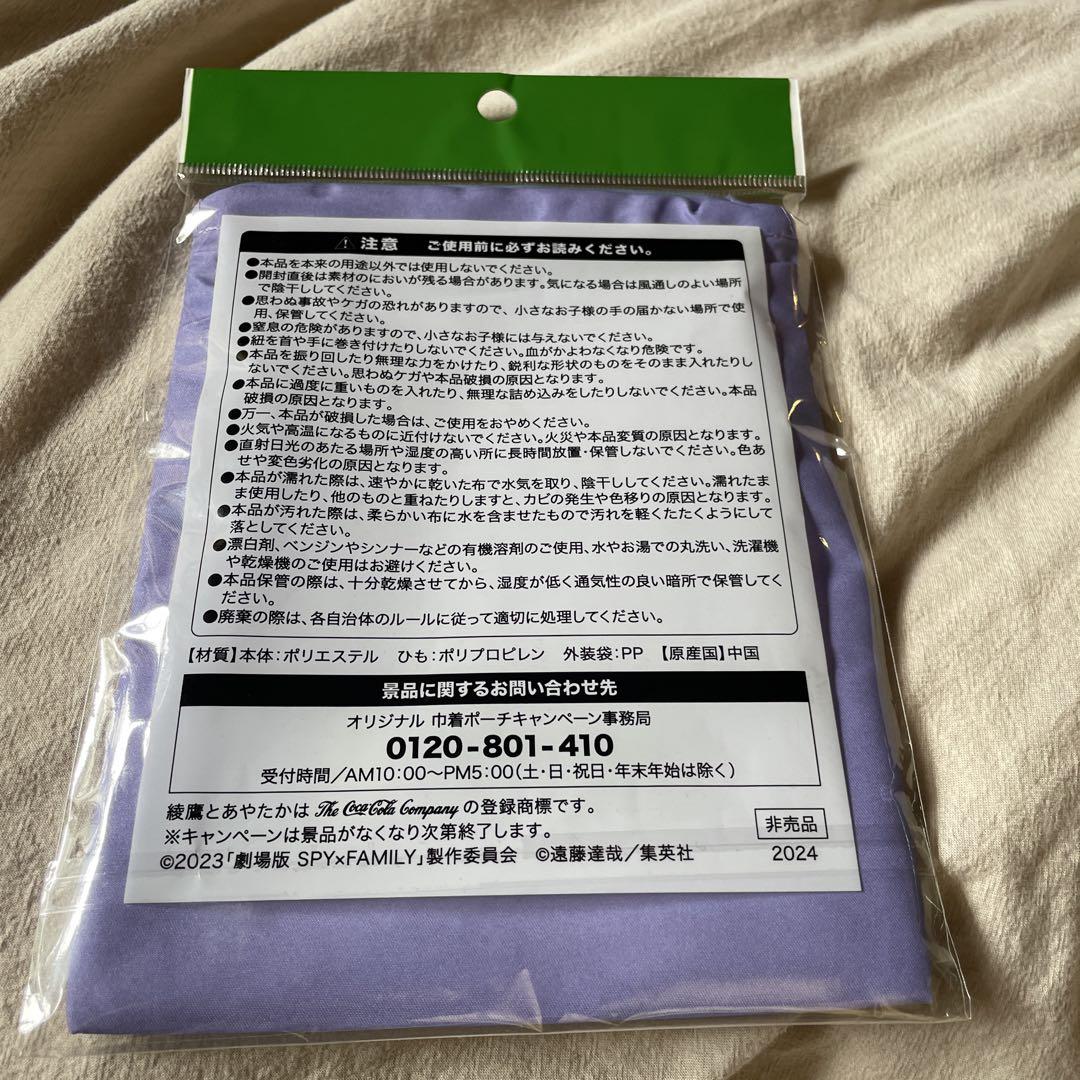 ⚠注意 ご使用前に必ずお読みください。
●本品を本来の用途以外では使用しないでください。
●開封直後は素材のにおいが残る場合があります。気になる場合は風通しのよい場所
で陰干ししてください。
●思わぬ事故やケガの恐れがありますので、小さなお子様の手の届かない場所で使
用、保管してください。
●窒息の危険がありますので、小さなお子様には与えないでください。
●紐を首や手に巻き付けたりしないでください。血がかよわなくなり危険です。
●本品を振り回したり無理な力をかけたり、鋭利な形状のものをそのまま入れたりし
ないでください。思わぬケガや本品破損の原因となります。
●本品に過度に重いものを入れたり、無理な詰め込みをしたりしないでください。本品
破損の原因となります。
●万一、本品が破損した場合は、ご使用をおやめください。
●火気や高温になるものに近付けないでください。火災や本品変質の原因となります。
●直射日光のあたる場所や湿度の高い所に長時間放置・保管しないでください。色あ
せや変色劣化の原因となります。
●本品が濡れた際は、速やかに乾いた布で水気を取り、陰干ししてください。濡れたま
ま使用したり、他のものと重ねたりしますと、カビの発生や色移りの原因となります。
●本品が汚れた際は、柔らかい布に水を含ませたもので汚れを軽くたたくようにして
落としてください。
●漂白剤、ベンジンやシンナーなどの有機溶剤のご使用、水やお湯での丸洗い、洗濯機
や乾燥機のご使用はお避けください。
●本品保管の際は、十分乾燥させてから、湿度が低く通気性の良い暗所で保管してく
ださい。
●廃棄の際は、各自治体のルールに従って適切に処理してください。
【材質】本体:ポリエステル ひも:ポリプロピレン 外装袋:PP 【原産国】中国
景品に関するお問い合わせ先
オリジナル 巾着ポーチキャンペーン事務局
0120-801-410
受付時間/AM10:00～PM5:00(土・日・祝日・年末年始は除く)
綾鷹とあやたかは The Coca-Cola Company の登録商標です。
※キャンペーンは景品がなくなり次第終了します。
非売品
©2023「劇場版 SPY×FAMILY」製作委員会 ©遠藤達哉/集英社
2024